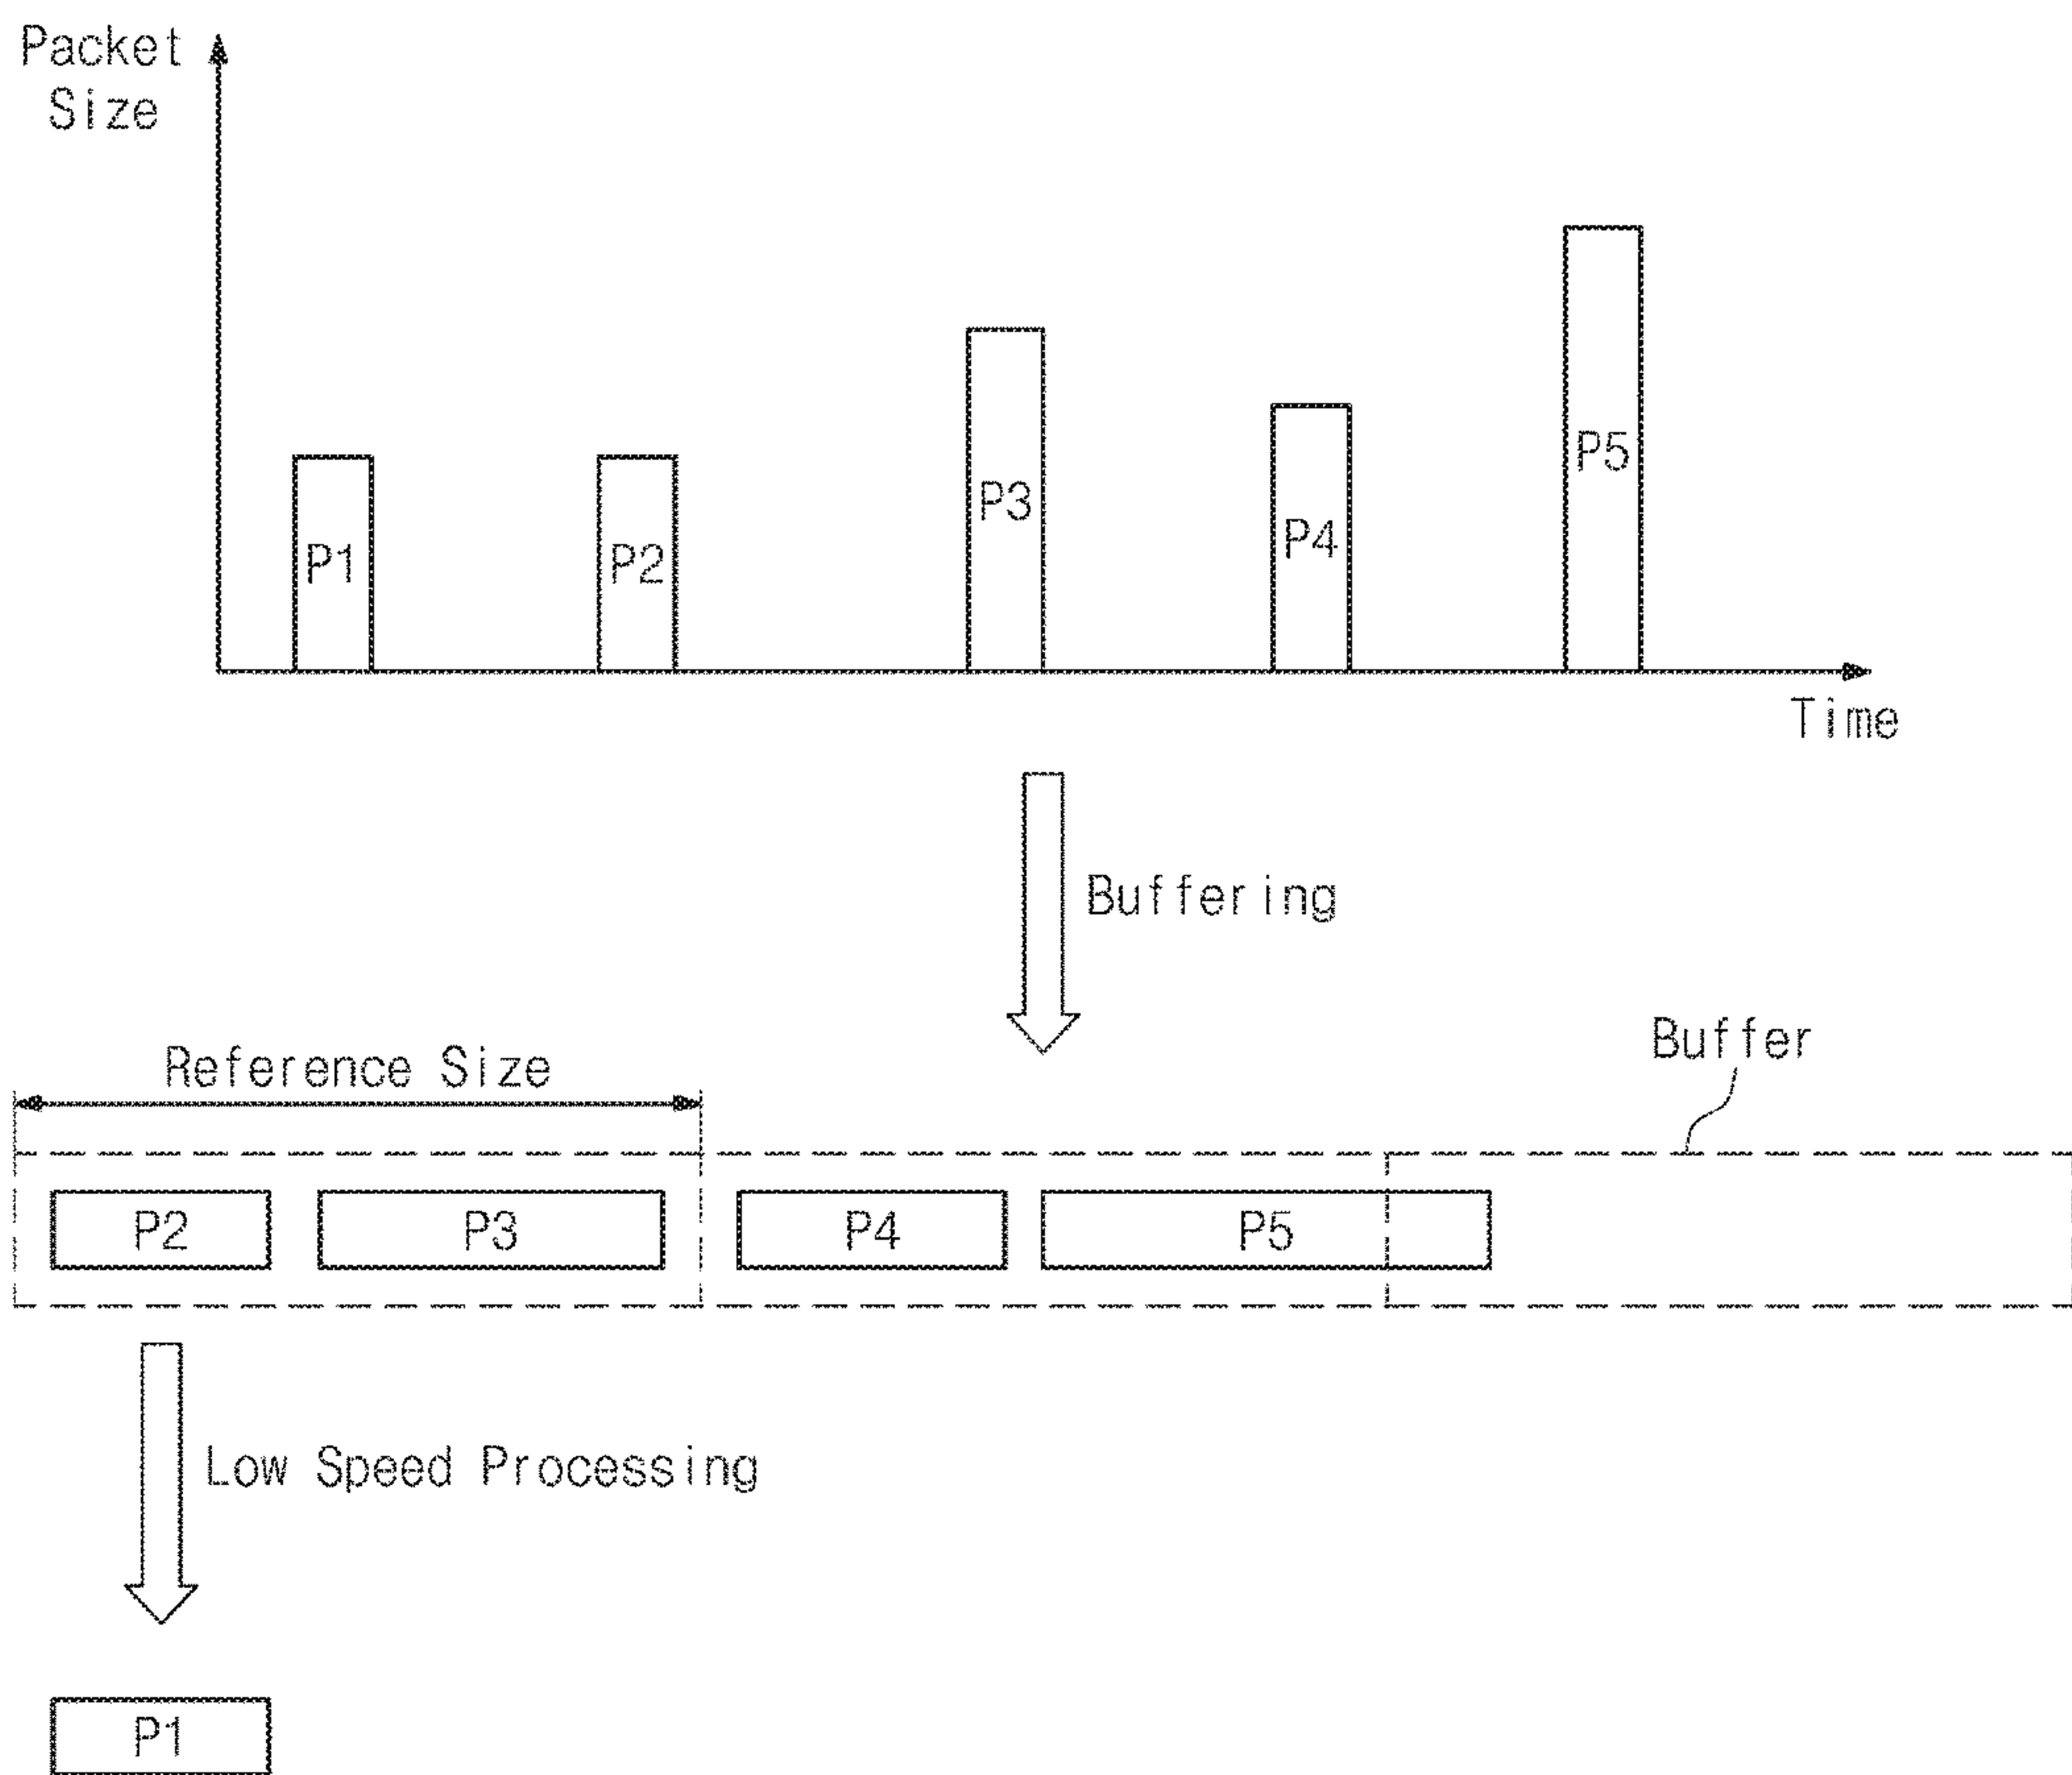 Packet
Size
P1
P2
P3
P4
P5
Time
Buffering
Buffer
Reference Size
P2
P3
P4
P5
Low Speed Processing
P1